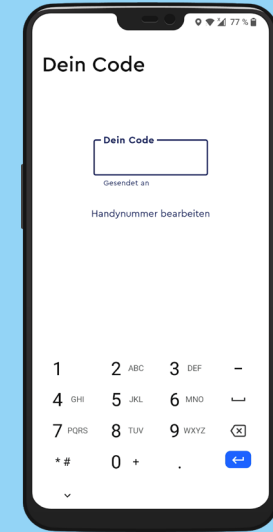 77 %
Dein Code
Dein Code
Gesendet an
Handynummer bearbeiten
1 2 ABC 3 DEF -
4 GHI 5 JKL 6 MNO
7 PQRS 8 TUV 9 WXYZ
* # 0 + .